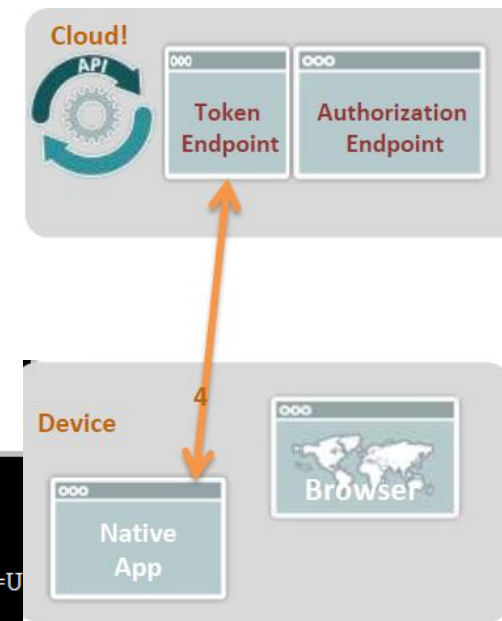 Cloud!
API
Token
Endpoint
Authorization
Endpoint
4
Device
Browser
Native
App
=U